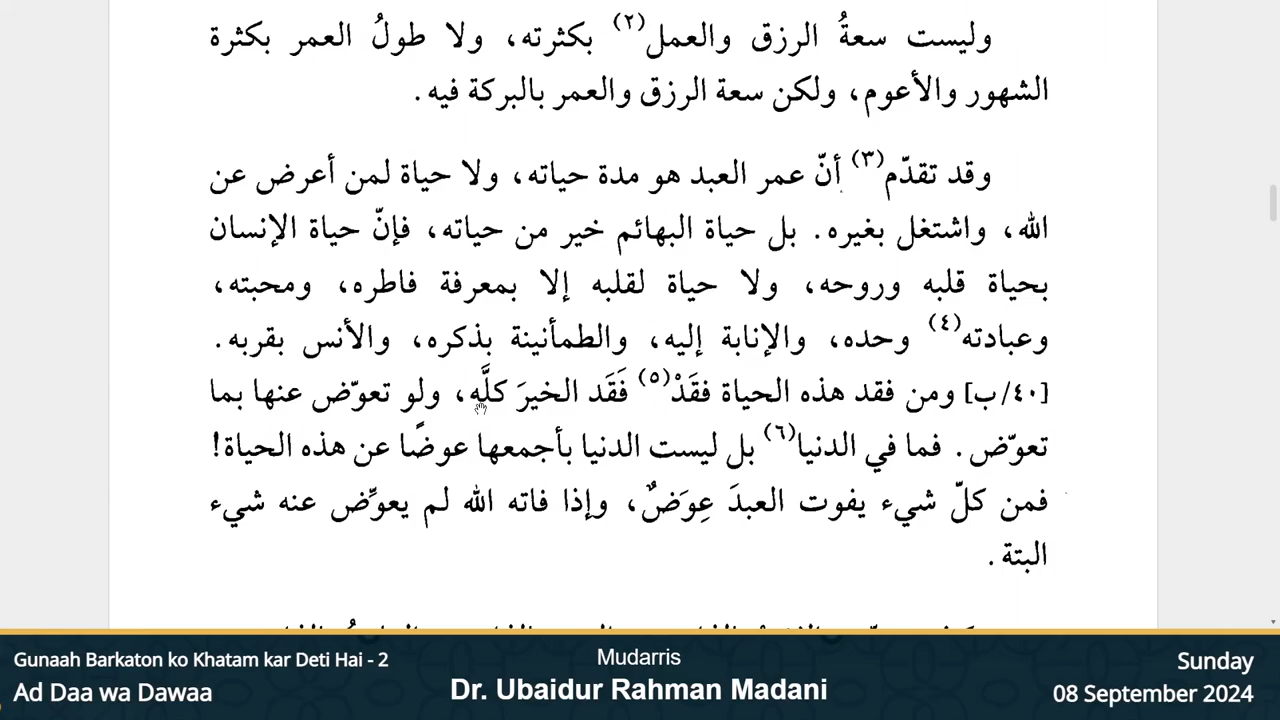 وليست سعةُ الرزق والعمل(٢) بكثرته، ولا طولُ العمر بكثرة
الشهور والأعوم، ولكن سعة الرزق والعمر بالبركة فيه.
وقد تقدّم(٣) أنّ عمر العبد هو مدة حياته، ولا حياة لمن أعرض عن
الله، واشتغل بغيره. بل حياة البهائم خير من حياته، فإنّ حياة الإنسان
بحياة قلبه وروحه، ولا حياة لقلبه إلا بمعرفة فاطره، ومحبته،
وعبادته(٤) وحده، والإنابة إليه، والطمأنينة بذكره، والأنس بقربه.
[٤٠/ب] ومن فقد هذه الحياة فقَدْ(٥) فَقَد الخيرَ كلَّه، ولو تعوّض عنها بما
تعوّض. فما في الدنيا(٦) بل ليست الدنيا بأجمعها عوضًا عن هذه الحياة!
فمن كلّ شيء يفوت العبدَ عِوَضٌ، وإذا فاته الله لم يعوِّض عنه شيء
البتة.
Gunaah Barkaton ko Khatam kar Deti Hai - 2
Ad Daa wa Dawaa
Mudarris
Dr. Ubaidur Rahman Madani
Sunday
08 September 2024